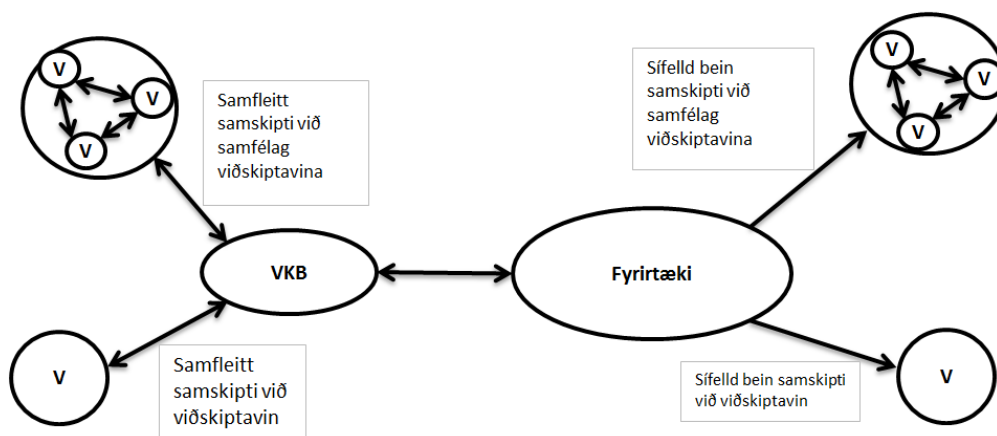 V
V
V
Samfleitt
samskipti við
samfélag
viðskiptavina
Sífelld bein
samskipti við
samfélag
viðskiptavina
V
V
V
VKB
Fyrirtæki
V
Samfleitt
samskipti við
viðskiptavin
Sífelld bein samskipti
við viðskiptavin
V